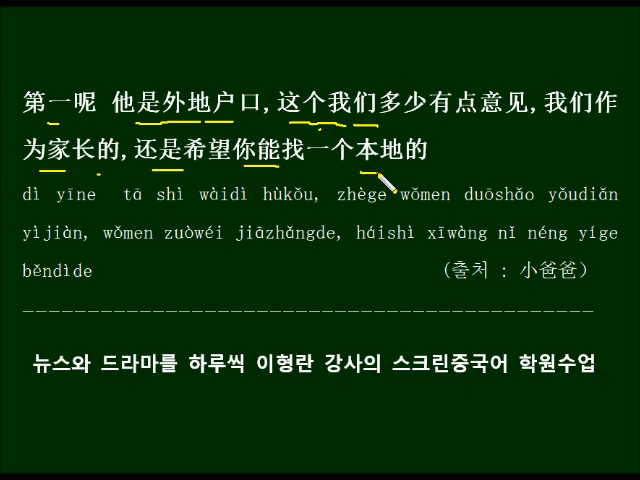 第一呢 他是外地户口, 这个我们多少有点意见, 我们作
为家长的, 还是希望你能找一个本地的
dì yīne tā shì wàidì hùkǒu, zhège wǒmen duōshǎo yǒudiǎn
yìjiàn, wǒmen zuòwéi jiāzhǎngde, háishì xīwàng nǐ néng yíge
běndìde (출처 : 小爸爸)
뉴스와 드라마를 하루씩 이형란 강사의 스크린중국어 학원수업